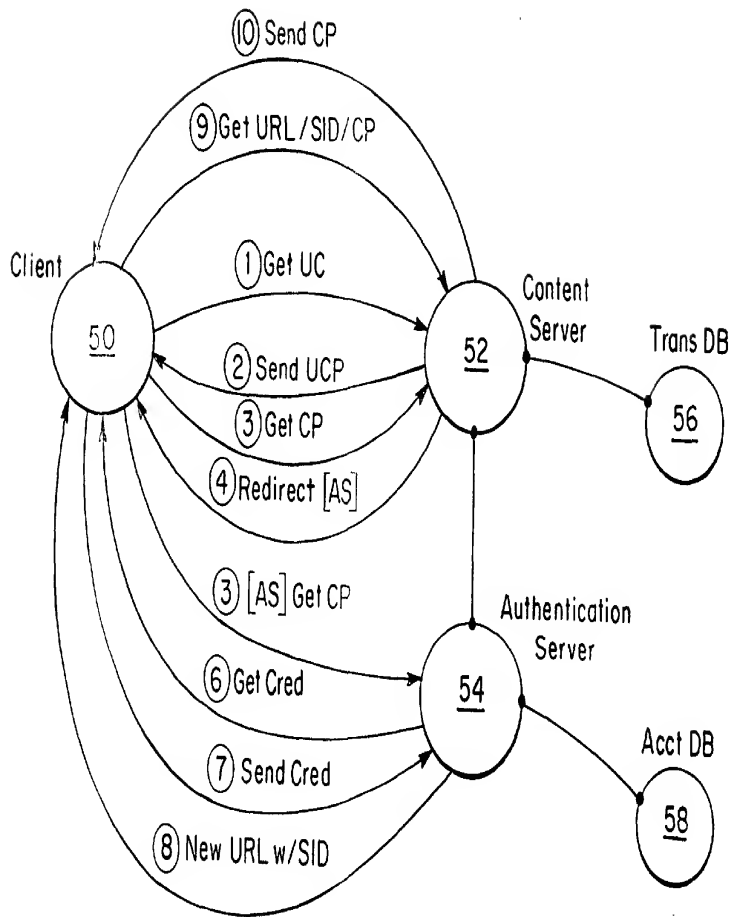 ⑩ Send CP
⑨ Get URL/SID/CP
Client
① Get UC
Content
Server
50
52
Trans DB
② Send UCP
56
③ Get CP
④ Redirect [AS]
③ [AS] Get CP
Authentication
Server
⑥ Get Cred
54
⑦ Send Cred
Acct DB
⑧ New URL w/SID
58